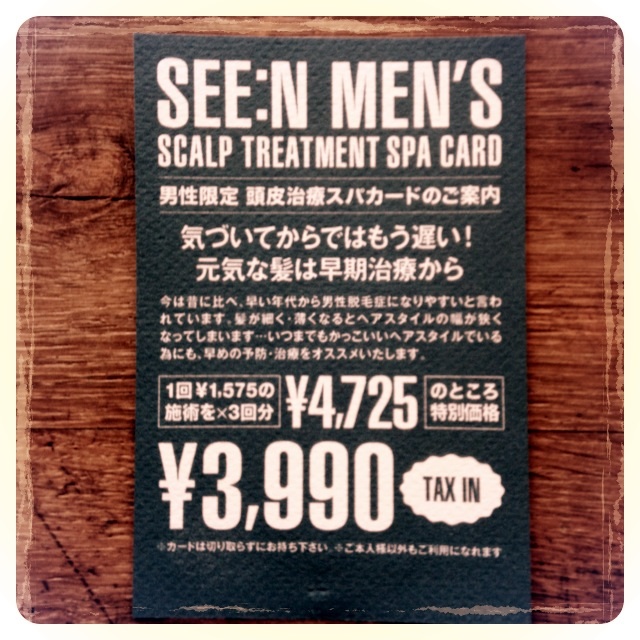 SEE:N MEN'S
SCALP TREATMENT SPA CARD
男性限定 頭皮治療スパカードのご案内
気づいてからではもう遅い!
元気な髪は早期治療から
今は昔に比べ、早い年代から男性脱毛症になりやすいと言わ
れています。髪が細く・薄くなるとヘアスタイルの幅が狭く
なってしまいます…いつまでもかっこいいヘアスタイルでいる
為にも、早めの予防・治療をオススメいたします。
1回¥1,575の
施術を×3回分
¥4,725
のところ
特別価格
¥3,990
TAX IN
※カードは切り取らずにお持ち下さい ※ご本人様以外もご利用になれます